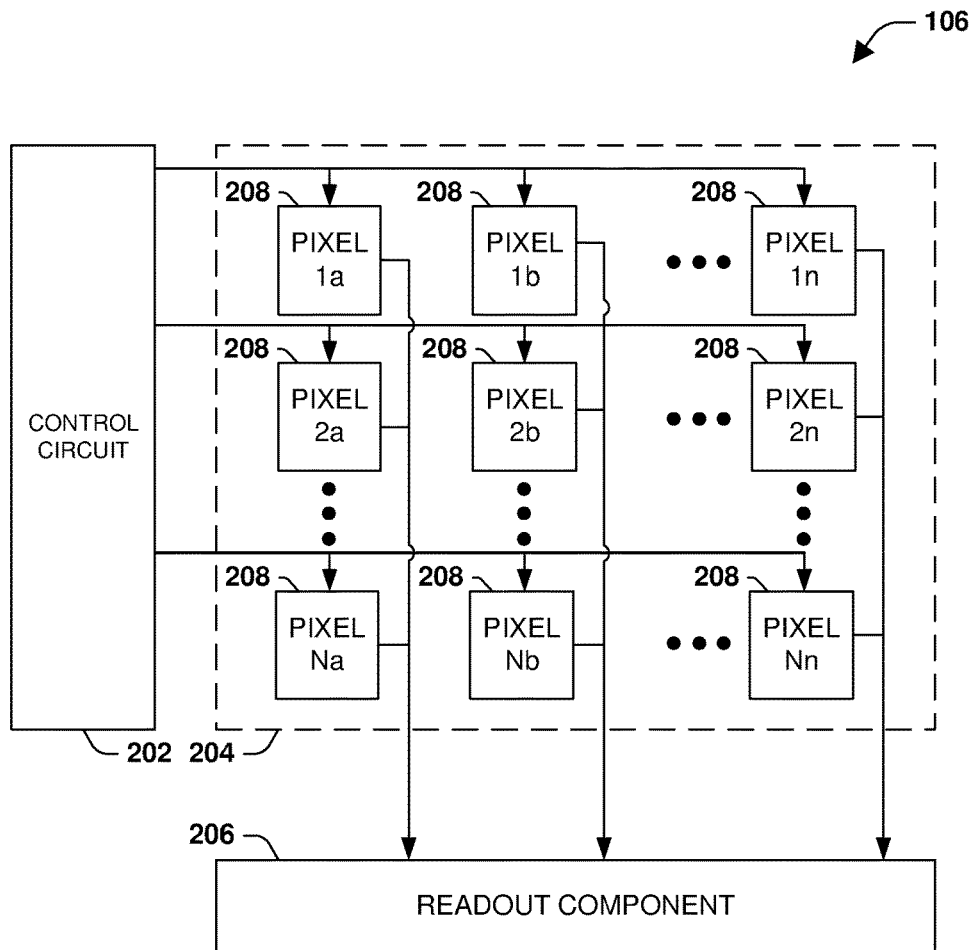 106
208 208 208
PIXEL PIXEL PIXEL
1a 1b 1n
208 208 208
PIXEL PIXEL PIXEL
2a 2b 2n
CONTROL
CIRCUIT
208 208 208
PIXEL PIXEL PIXEL
Na Nb Nn
202 204
206
READOUT COMPONENT